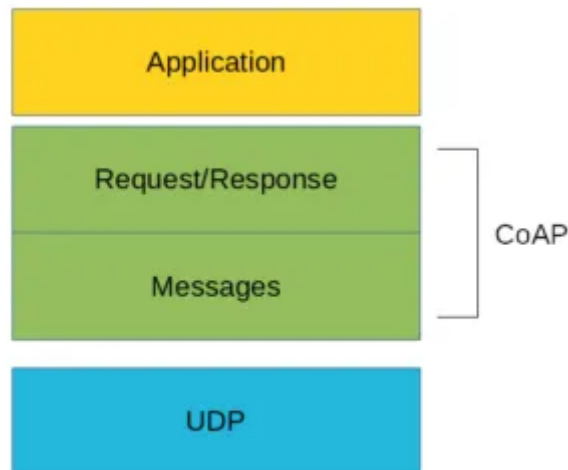 Application
Request/Response
CoAP
Messages
UDP